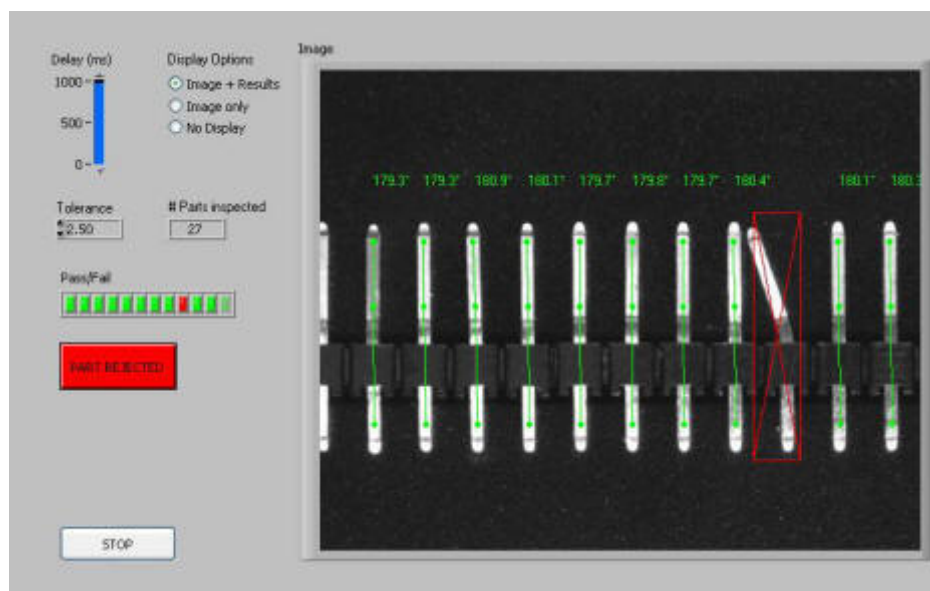 Delay (ms)
1000
500
0
Display Options
Image + Results
Image only
No Display
Tolerance
2.50
# Parts inspected
27
Pass/Fail
PART REJECTED
STOP
Image
179.3° 179.3° 180.9° 180.1° 179.7° 179.8° 179.7° 180.4° 180.1° 180.3